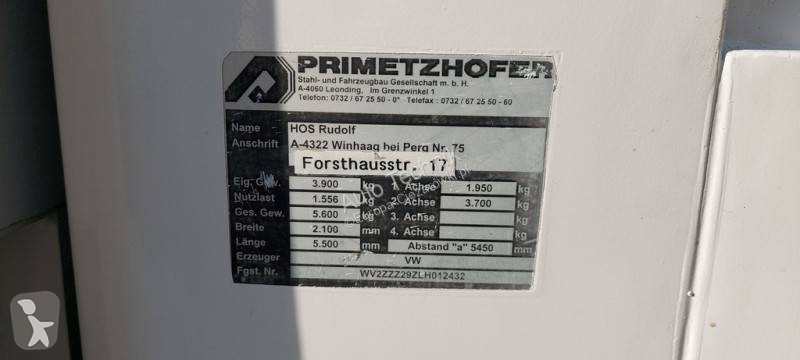 PRIMETZHOFER
Stahl- und Fahrzeugbau Gesellschaft m. b. H.
A-4060 Leonding, Im Grenzwinkel 1
Telefon: 0732 / 67 25 50 - 0* Telefax : 0732 / 67 25 50 - 60
Name HOS Rudolf
Anschrift A-4322 Winhaag bei Perg Nr. 75
Forsthausstr. 17
Eig. Gew. 3.900 kg 1. Achse 1.950 kg
Nutzlast 1.556 kg 2. Achse 3.700 kg
Ges. Gew. 5.600 kg 3. Achse kg
Breite 2.100 mm 4. Achse kg
Länge 5.500 mm Abstand "a" 5450 mm
Erzeuger VW
Fgst. Nr. WV2ZZZ29ZLH012432
Auto Tecznik